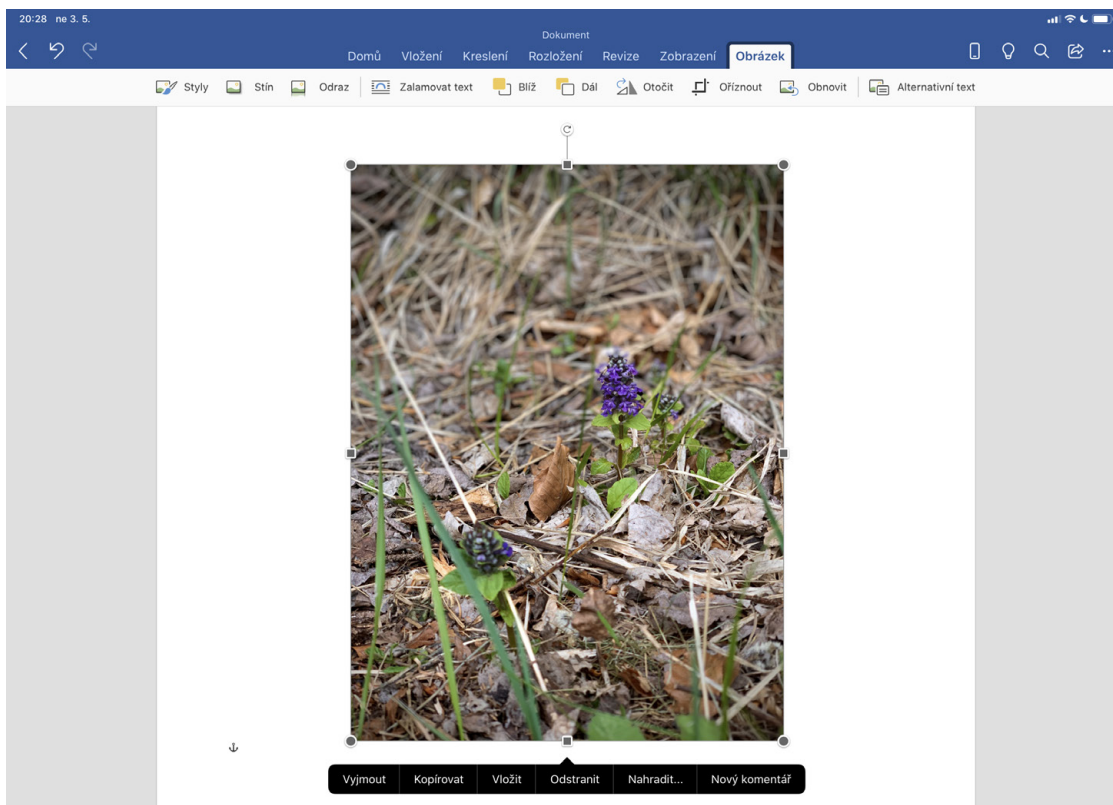 20:28 ne 3. 5.
Dokument
Domů Vložení Kreslení Rozložení Revize Zobrazení Obrázek
Styly Stín Odraz Zalamovat text Blíž Dál Otočit Oříznout Obnovit Alternativní text
Vyjmout Kopírovat Vložit Odstranit Nahradit... Nový komentář